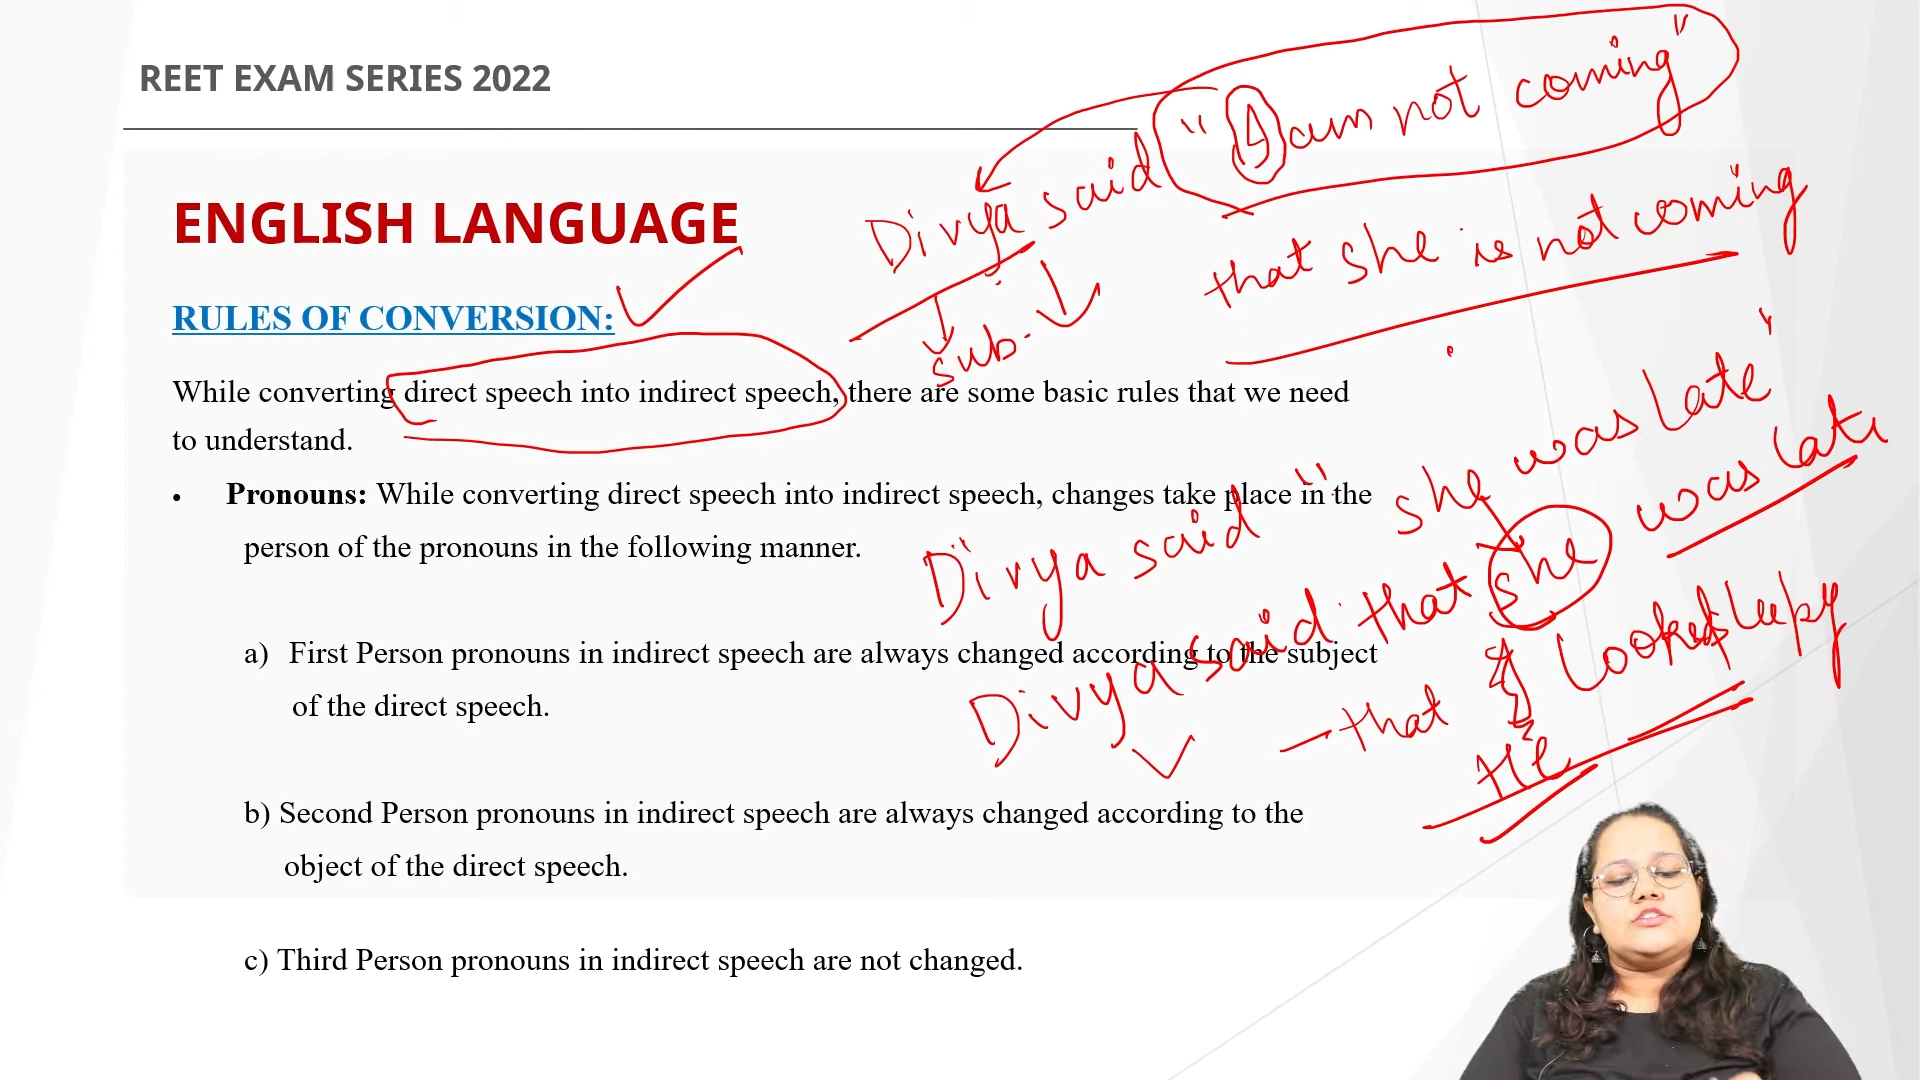 REET EXAM SERIES 2022
"I am not coming"
Divya said
ENGLISH LANGUAGE
that she is not coming
RULES OF CONVERSION:
sub.
While converting direct speech into indirect speech, there are some basic rules that we need
to understand.
• Pronouns: While converting direct speech into indirect speech, changes take place in the
person of the pronouns in the following manner.
Divya said " she was late"
Divya said that she was late
a) First Person pronouns in indirect speech are always changed according to the subject
of the direct speech.
that looked sleepy
He
b) Second Person pronouns in indirect speech are always changed according to the
object of the direct speech.
c) Third Person pronouns in indirect speech are not changed.